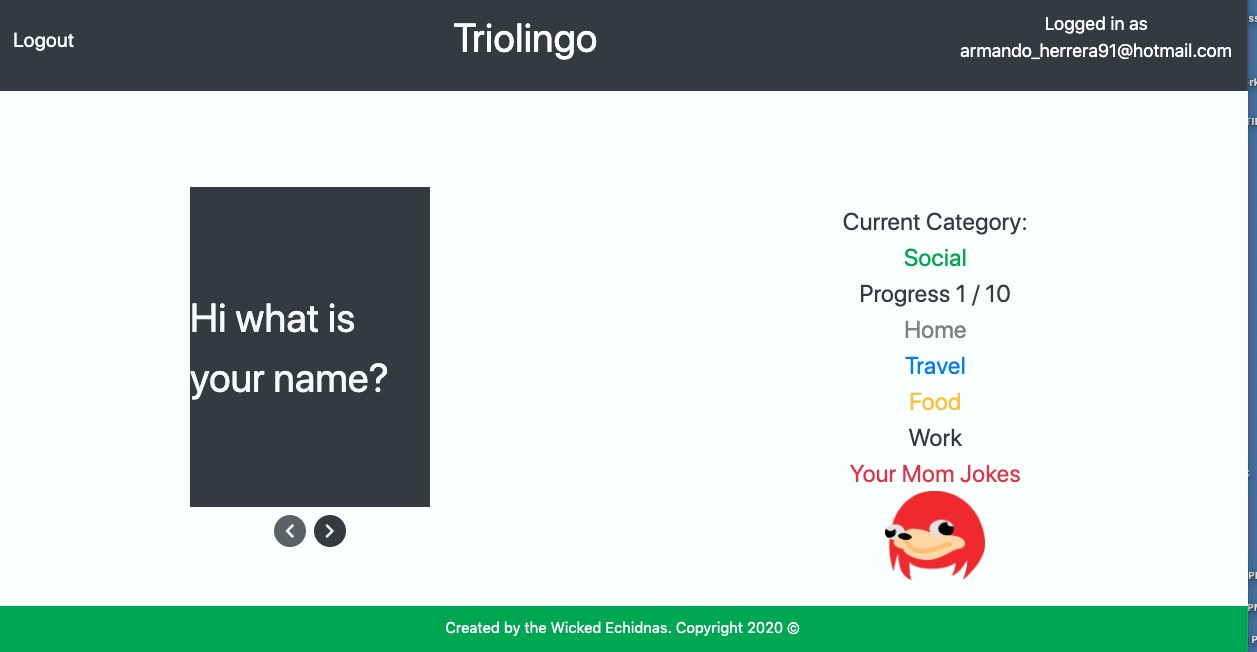 Logout
Triolingo
Logged in as
armando_herrera91@hotmail.com
Hi what is
your name?
Current Category:
Social
Progress 1 / 10
Home
Travel
Food
Work
Your Mom Jokes
Created by the Wicked Echidnas. Copyright 2020 ©